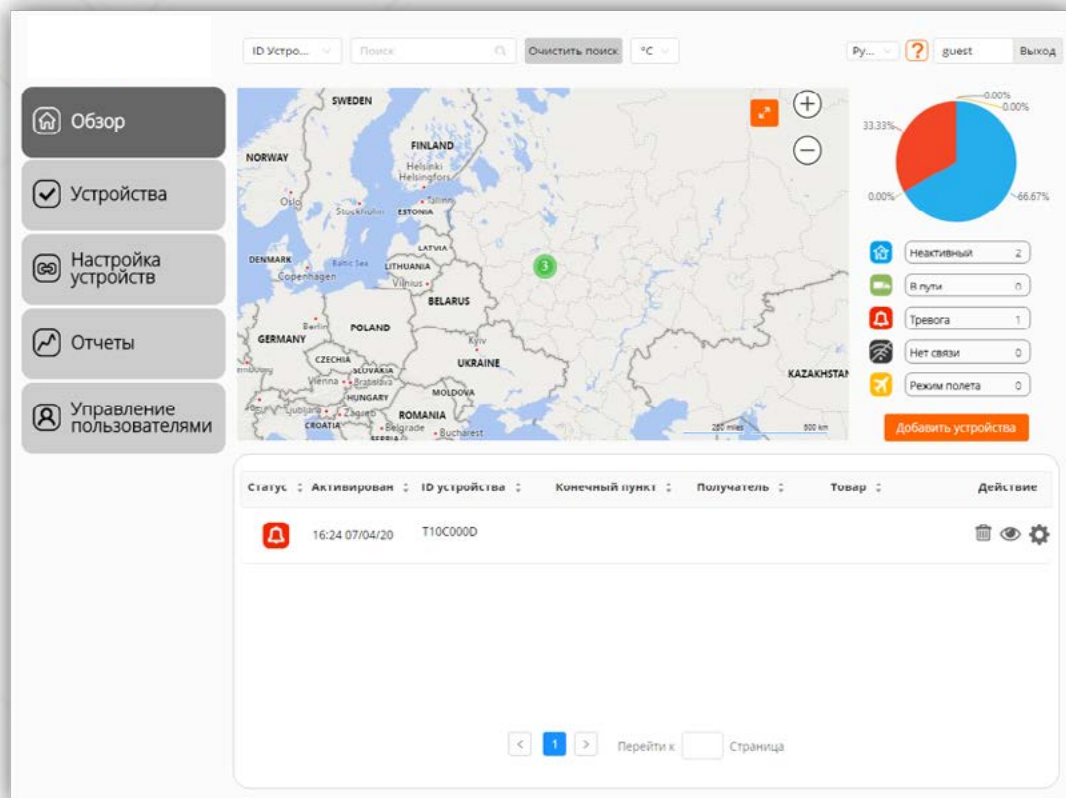 ID Устро...
Поиск
Очистить поиск
°C
Ру...
?
guest
Выход
Обзор
Устройства
Настройка
устройств
Отчеты
Управление
пользователями
SWEDEN
NORWAY
FINLAND
Helsinki
Helsingfors
Oslo
Stockholm
Tallinn
ESTONIA
LATVIA
DENMARK
Baltic Sea
LITHUANIA
Copenhagen
Vilnius
3
BELARUS
Berlin
POLAND
GERMANY
Kyiv
CZECHIA
UKRAINE
SLOVAKIA
KAZAKHSTAN
Vienna
Bratislava
HUNGARY
MOLDOVA
Ljubljana
Zagreb
ROMANIA
CROATIA
Belgrade
Bucharest
SERBIA
250 miles
500 km
0.00%
0.00%
33.33%
0.00%
66.67%
Неактивный 2
В пути 0
Тревога 1
Нет связи 0
Режим полета 0
Добавить устройства
Статус Активирован ID устройства Конечный пункт Получатель Товар Действие
16:24 07/04/20 T10C000D
< 1 > Перейти к Страница